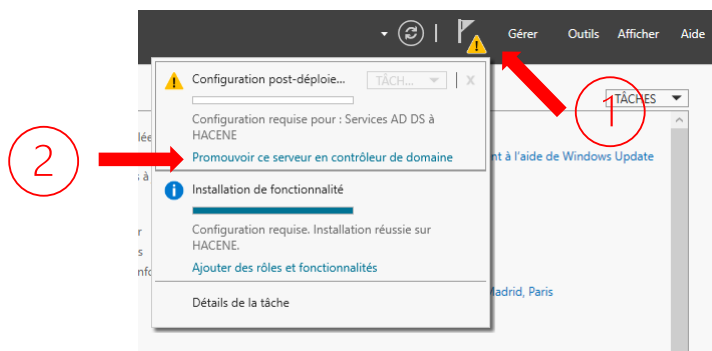 Gérer Outils Afficher Aide
1
Configuration post-déploie... TÂCH... X
TÂCHES
Configuration requise pour : Services AD DS à
HACENE
2
Promouvoir ce serveur en contrôleur de domaine
nt à l'aide de Windows Update
Installation de fonctionnalité
Configuration requise. Installation réussie sur
HACENE.
Ajouter des rôles et fonctionnalités
Détails de la tâche
Madrid, Paris